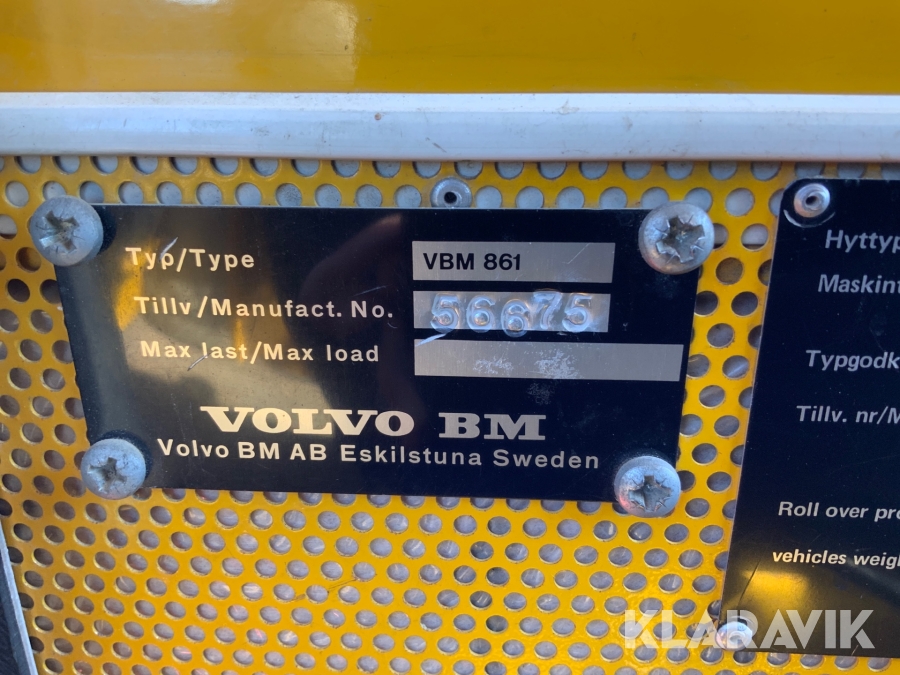 Typ/Type VBM 861
Tillv/Manufact. No. 56675
Max last/Max load
VOLVO BM
Volvo BM AB Eskilstuna Sweden
Hyttyp
Maskint
Typgodk
Tillv. nr/M
Roll over pro
vehicles weigh
KLARAVIK